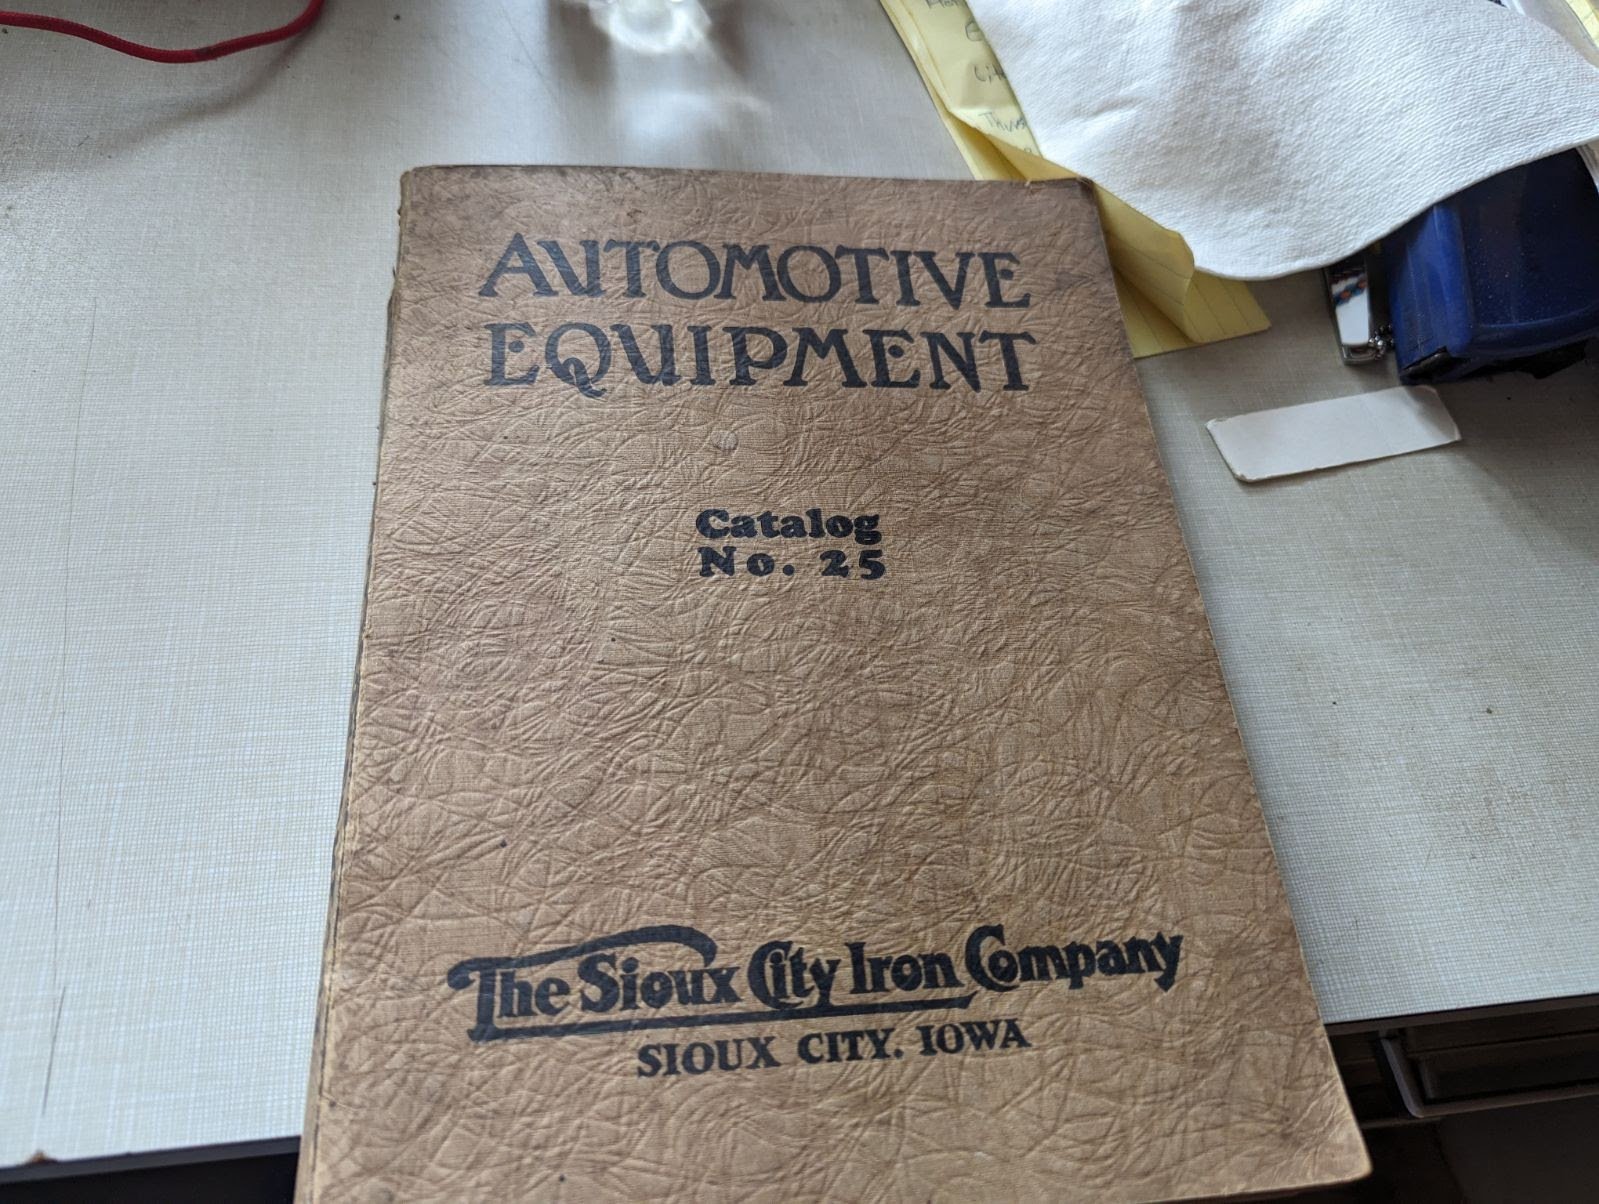 AUTOMOTIVE
EQUIPMENT
Catalog
No. 25
The Sioux City Iron Company
SIOUX CITY. IOWA